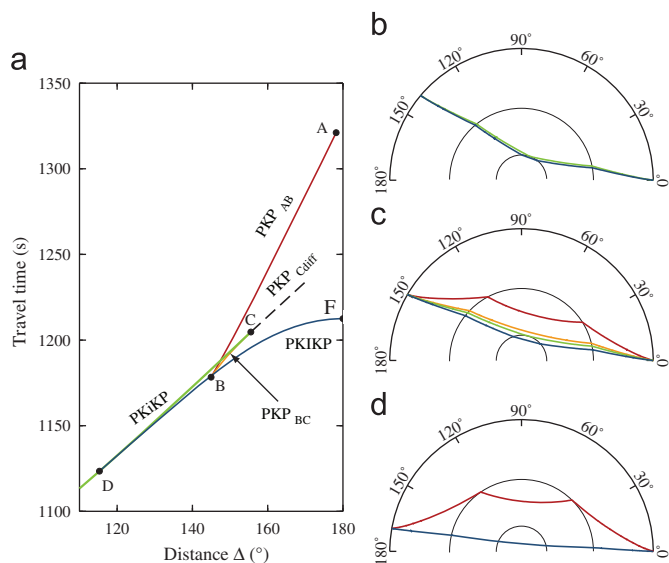 a
1350
1300
1250
1200
1150
1100
Travel time (s)
120
140
160
180
Distance Δ (°)
A
PKP AB
PKP Cdiff
C
F
PKIKP
B
PKiKP
PKP BC
D
b
0°
30°
60°
90°
120°
150°
180°
c
0°
30°
60°
90°
120°
150°
180°
d
0°
30°
60°
90°
120°
150°
180°